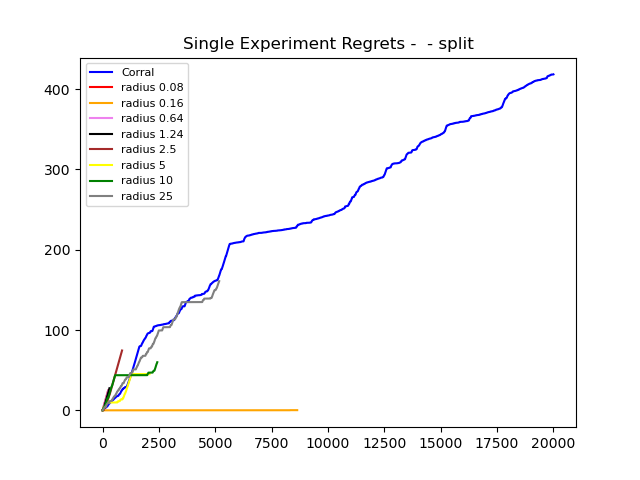 Single Experiment Regrets -  - split
400
300
200
100
0
Corral
radius 0.08
radius 0.16
radius 0.64
radius 1.24
radius 2.5
radius 5
radius 10
radius 25
0 2500 5000 7500 10000 12500 15000 17500 20000